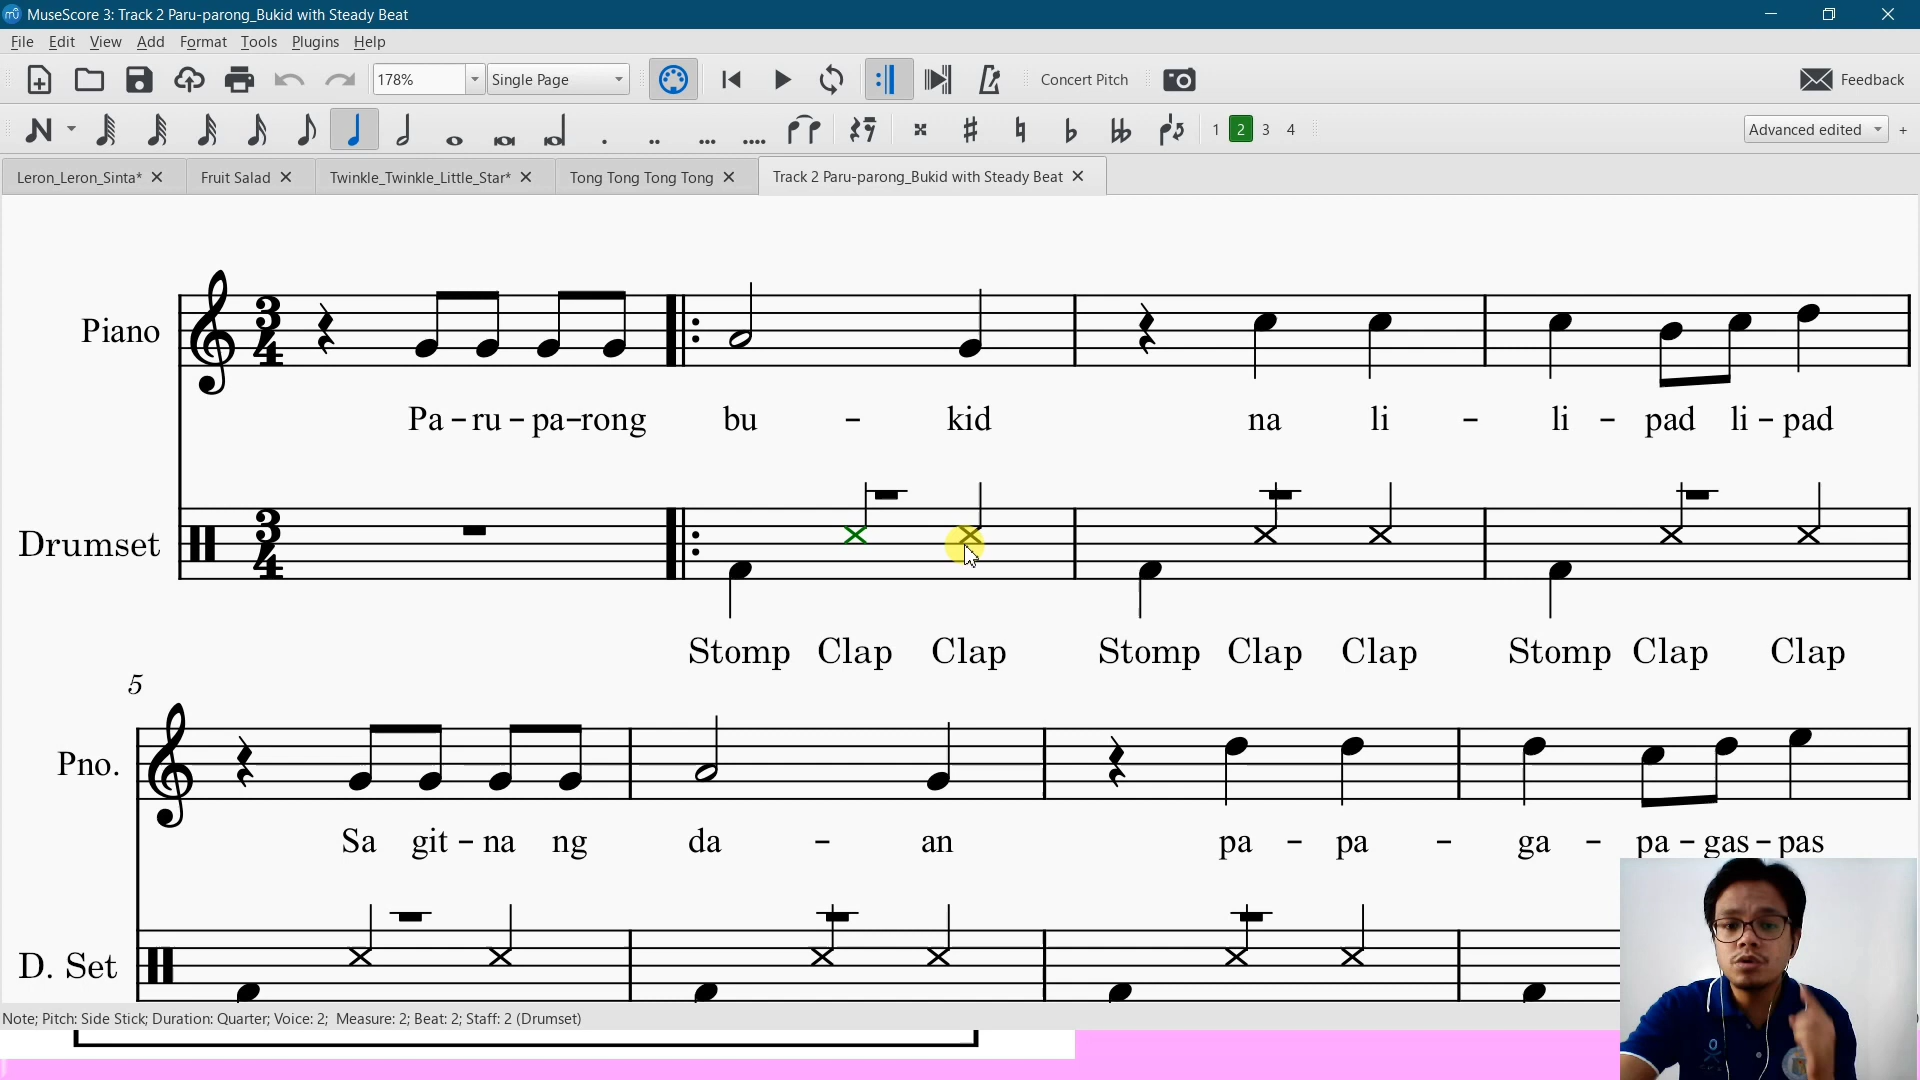 MuseScore 3: Track 2 Paru-parong_Bukid with Steady Beat
File Edit View Add Format Tools Plugins Help
178% Single Page Concert Pitch Feedback
1 2 3 4 Advanced edited +
Leron_Leron_Sinta* Fruit Salad Twinkle_Twinkle_Little_Star* Tong Tong Tong Tong Track 2 Paru-parong_Bukid with Steady Beat
Piano 3 4
Pa - ru - pa - rong bu - kid na li - li - pad li - pad
Drumset 3 4
Stomp Clap Clap Stomp Clap Clap Stomp Clap Clap
5
Pno.
Sa git - na ng da - an pa - pa - ga - pa - gas - pas
D. Set
Note; Pitch: Side Stick; Duration: Quarter; Voice: 2; Measure: 2; Beat: 2; Staff: 2 (Drumset)